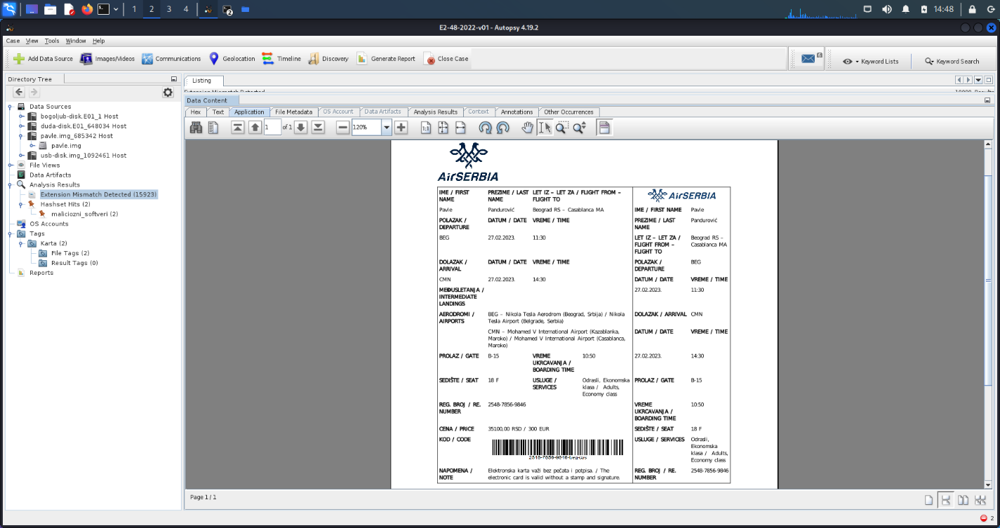 1 2 3 4 2 14:48
E2-48-2022-v01 - Autopsy 4.19.2
Case View Tools Window Help
Add Data Source Images/Videos Communications Geolocation Timeline Discovery Generate Report Close Case Keyword Lists Keyword Search
Directory Tree
Data Sources
bogoljub-disk.E01_1 Host
duda-disk.E01_648034 Host
pavle.img_685342 Host
pavle.img
usb-disk.img_1092461 Host
File Views
Data Artifacts
Analysis Results
Extension Mismatch Detected (15923)
Hashset Hits (2)
maliciozni_softveri (2)
OS Accounts
Tags
Karta (2)
File Tags (2)
Result Tags (0)
Reports
Listing
Data Content
Hex Text Application File Metadata OS Account Data Artifacts Analysis Results Context Annotations Other Occurrences
1 of 1 120% 1:1
AirSERBIA
IME / FIRST
NAME
PREZIME / LAST
NAME
LET IZ – LET ZA / FLIGHT FROM –
FLIGHT TO
Pavle Pandurović Beograd RS – Casablanca MA
POLAZAK /
DEPARTURE
DATUM / DATE VREME / TIME
BEG 27.02.2023. 11:30
DOLAZAK /
ARRIVAL
DATUM / DATE VREME / TIME
CMN 27.02.2023. 14:30
MEĐUSLETANJA /
INTERMEDIATE
LANDINGS
AERODROMI /
AIRPORTS
BEG – Nikola Tesla Aerodrom (Beograd, Srbija) / Nikola
Tesla Airport (Belgrade, Serbia)
CMN – Mohamed V International Airport (Kazablanka,
Maroko) / Mohamed V International Airport (Casablanca,
Maroko)
PROLAZ / GATE B-15
VREME
UKRCAVANJA /
BOARDING TIME
10:50
SEDIŠTE / SEAT 18 F
USLUGE /
SERVICES
Odrasli, Ekonomska
klasa / Adults,
Economy class
REG. BROJ / RE.
NUMBER
2548-7856-9846
CENA / PRICE 35100,00 RSD / 300 EUR
KOD / CODE
2548-7856-9846-beg-cas
NAPOMENA /
NOTE
Elektronska karta važi bez pečata i potpisa. / The
electronic card is valid without a stamp and signature.
AirSERBIA
IME / FIRST NAME Pavle
PREZIME / LAST
NAME
Pandurović
LET IZ – LET ZA /
FLIGHT FROM –
FLIGHT TO
Beograd RS –
Casablanca MA
POLAZAK /
DEPARTURE
BEG
DATUM / DATE VREME / TIME
27.02.2023. 11:30
DOLAZAK / ARRIVAL CMN
DATUM / DATE VREME / TIME
27.02.2023. 14:30
PROLAZ / GATE B-15
VREME
UKRCAVANJA /
BOARDING TIME
10:50
SEDIŠTE / SEAT 18 F
USLUGE / SERVICES
Odrasli,
Ekonomska
klasa / Adults,
Economy class
REG. BROJ / RE.
NUMBER
2548-7856-9846
Page 1 / 1
2